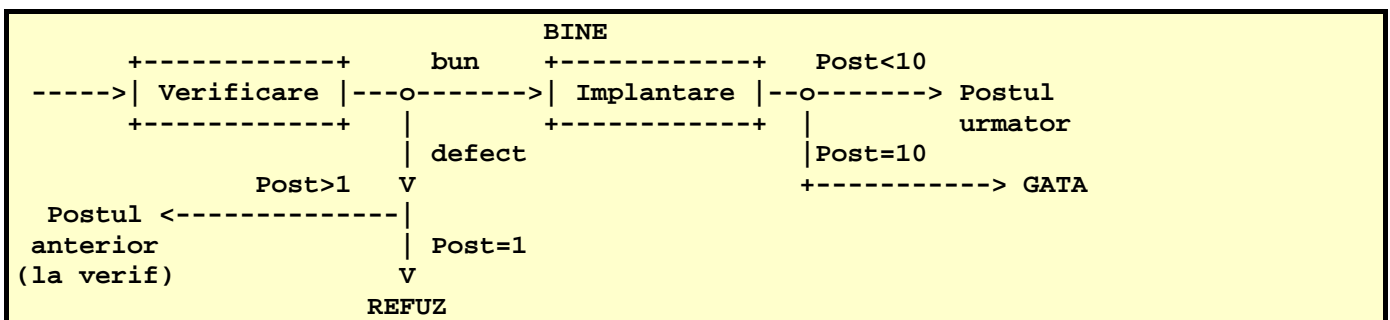 BINE
       +------------+     bun    +------------+   Post<10
 ----->| Verificare |---o------->| Implantare |--o-------> Postul
       +------------+   |        +------------+  |         urmator
                        | defect                 |Post=10
               Post>1   V                        +-----------> GATA
  Postul <--------------|
 anterior               | Post=1
(la verif)              V
                      REFUZ